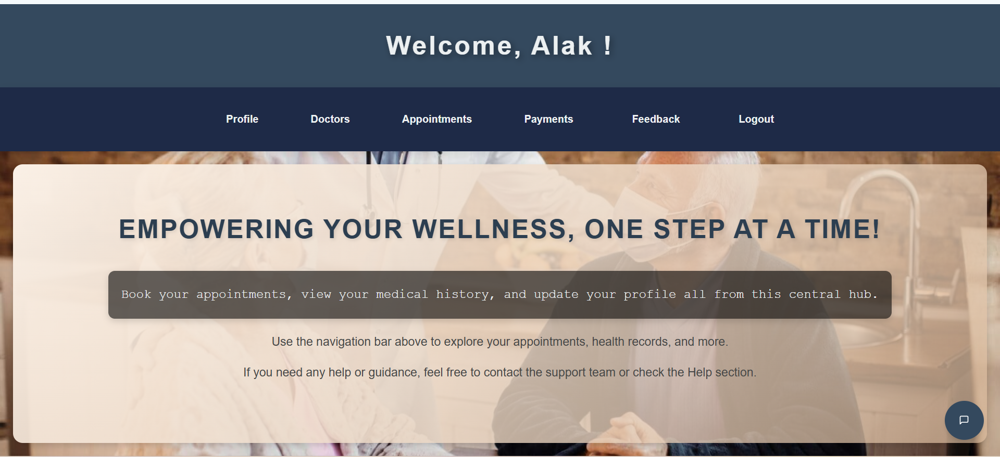 Welcome, Alak !
Profile Doctors Appointments Payments Feedback Logout
EMPOWERING YOUR WELLNESS, ONE STEP AT A TIME!
Book your appointments, view your medical history, and update your profile all from this central hub.
Use the navigation bar above to explore your appointments, health records, and more.
If you need any help or guidance, feel free to contact the support team or check the Help section.